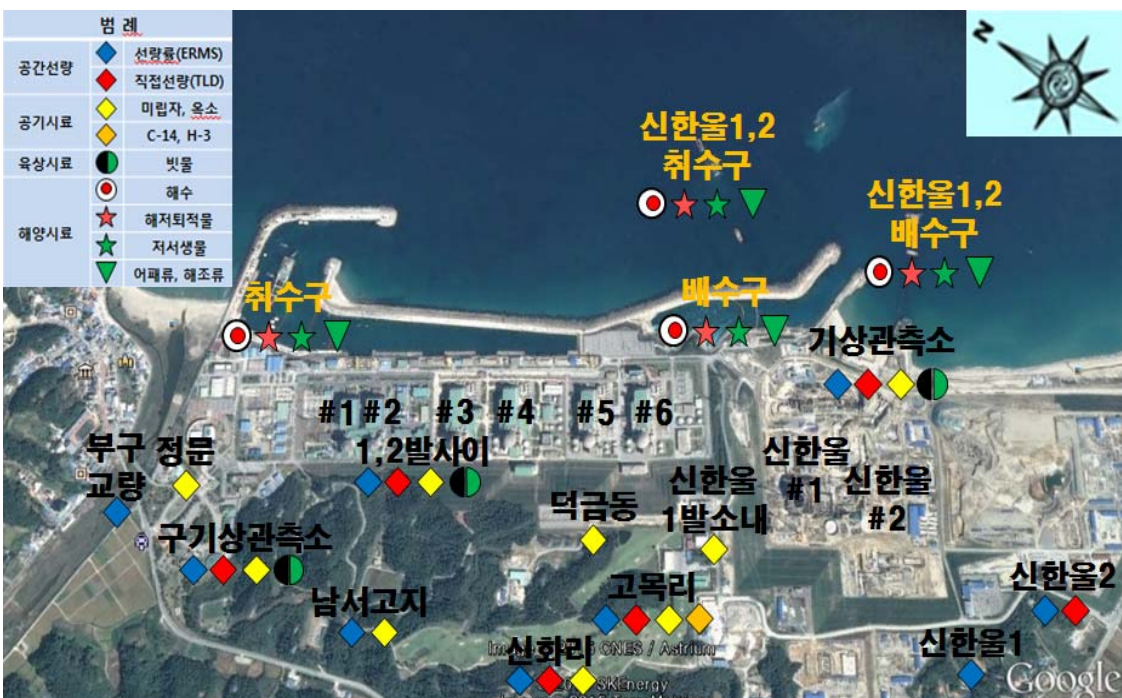 범 례
공간선량
선량률(ERMS)
직접선량(TLD)
공기시료
미립자, 옥소
C-14, H-3
육상시료
빗물
해양시료
해수
해저퇴적물
저서생물
어패류, 해조류
N
신한울1,2
취수구
신한울1,2
배수구
취수구
배수구
기상관측소
#1 #2 #3 #4 #5 #6
부구
교량
정문
1,2발사이
신한울
#1
신한울
#2
신한울
1발소내
덕금동
구기상관측소
남서고지
고목리
신한울2
신화리
신한울1
CNES / Astrium
SKEnergy
Google